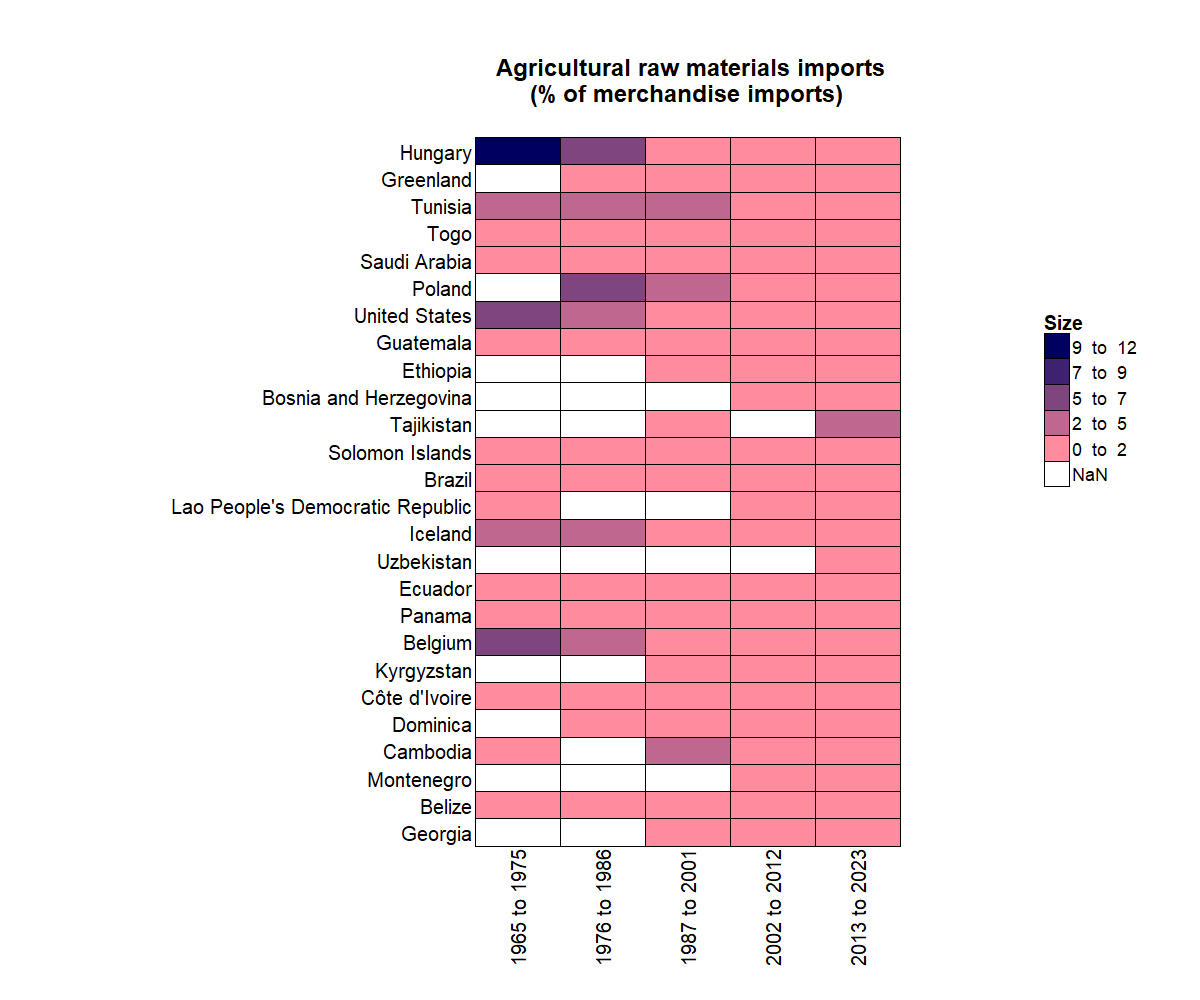 Agricultural raw materials imports
(% of merchandise imports)
Hungary
Greenland
Tunisia
Togo
Saudi Arabia
Poland
United States
Guatemala
Ethiopia
Bosnia and Herzegovina
Tajikistan
Solomon Islands
Brazil
Lao People's Democratic Republic
Iceland
Uzbekistan
Ecuador
Panama
Belgium
Kyrgyzstan
Côte d'Ivoire
Dominica
Cambodia
Montenegro
Belize
Georgia
1965 to 1975
1976 to 1986
1987 to 2001
2002 to 2012
2013 to 2023
Size
9 to 12
7 to 9
5 to 7
2 to 5
0 to 2
NaN